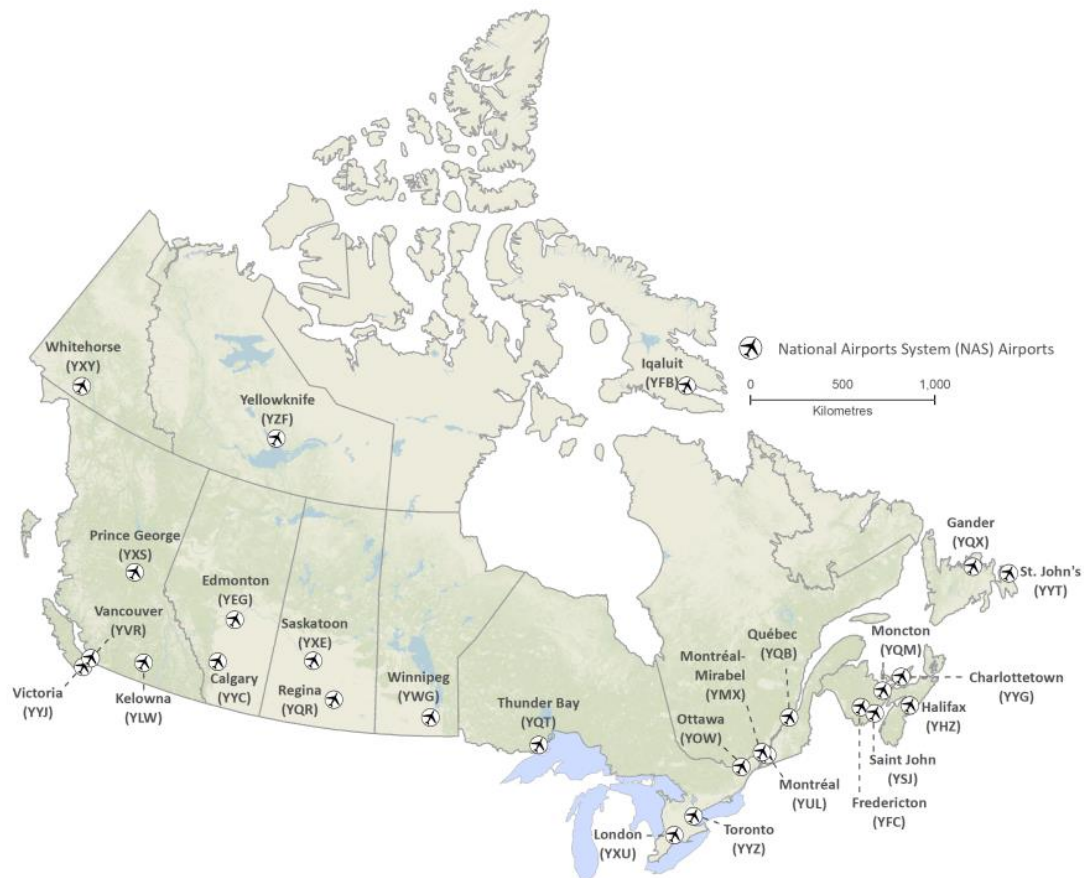 Whitehorse
(YXY)
Yellowknife
(YZF)
Iqaluit
(YFB)
National Airports System (NAS) Airports
0 500 1,000
Kilometres
Prince George
(YXS)
Edmonton
(YEG)
Vancouver
(YVR)
Saskatoon
(YXE)
Victoria
(YYJ)
Kelowna
(YLW)
Calgary
(YYC)
Regina
(YQR)
Winnipeg
(YWG)
Thunder Bay
(YQT)
Gander
(YQX)
St. John's
(YYT)
Québec
(YQB)
Moncton
(YQM)
Montréal-
Mirabel
(YMX)
Charlottetown
(YYG)
Ottawa
(YOW)
Halifax
(YHZ)
Saint John
(YSJ)
Montréal
(YUL)
Fredericton
(YFC)
London
(YXU)
Toronto
(YYZ)